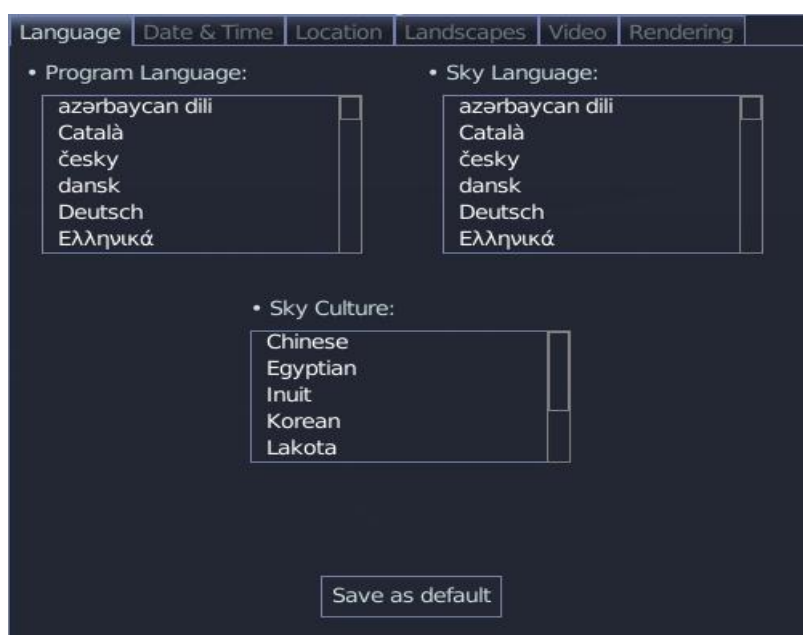 Language Date & Time Location Landscapes Video Rendering
• Program Language:
azərbaycan dili
Català
česky
dansk
Deutsch
Ελληνικά
• Sky Language:
azərbaycan dili
Català
česky
dansk
Deutsch
Ελληνικά
• Sky Culture:
Chinese
Egyptian
Inuit
Korean
Lakota
Save as default